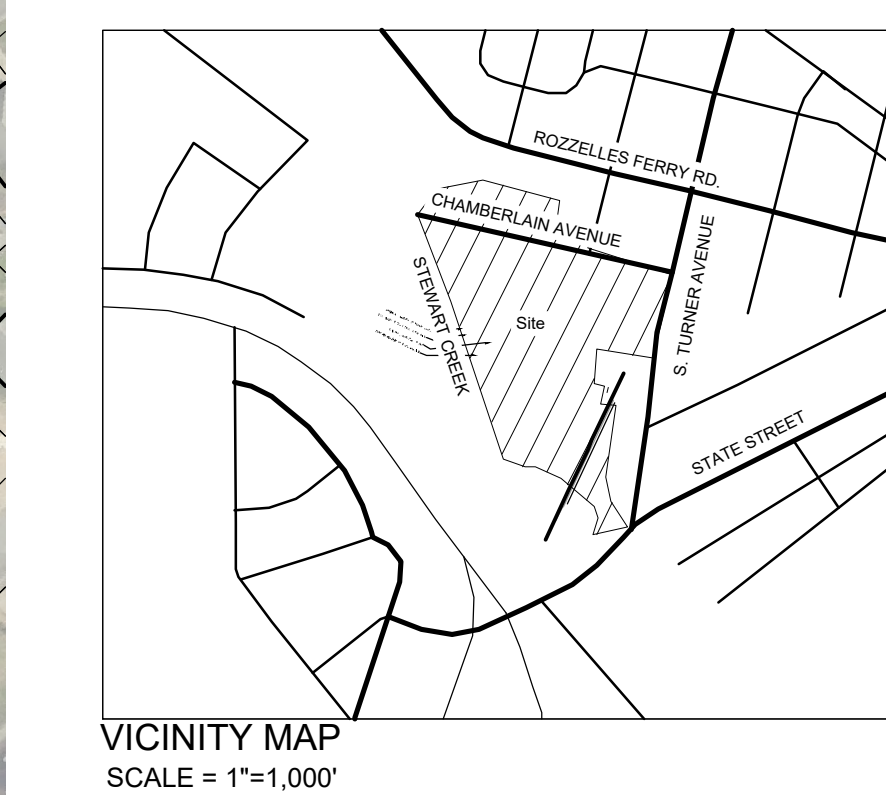 ROZZELLES FERRY RD.
CHAMBERLAIN AVENUE
S. TURNER AVENUE
STEWART CREEK
Site
STATE STREET
VICINITY MAP
SCALE = 1"=1,000'